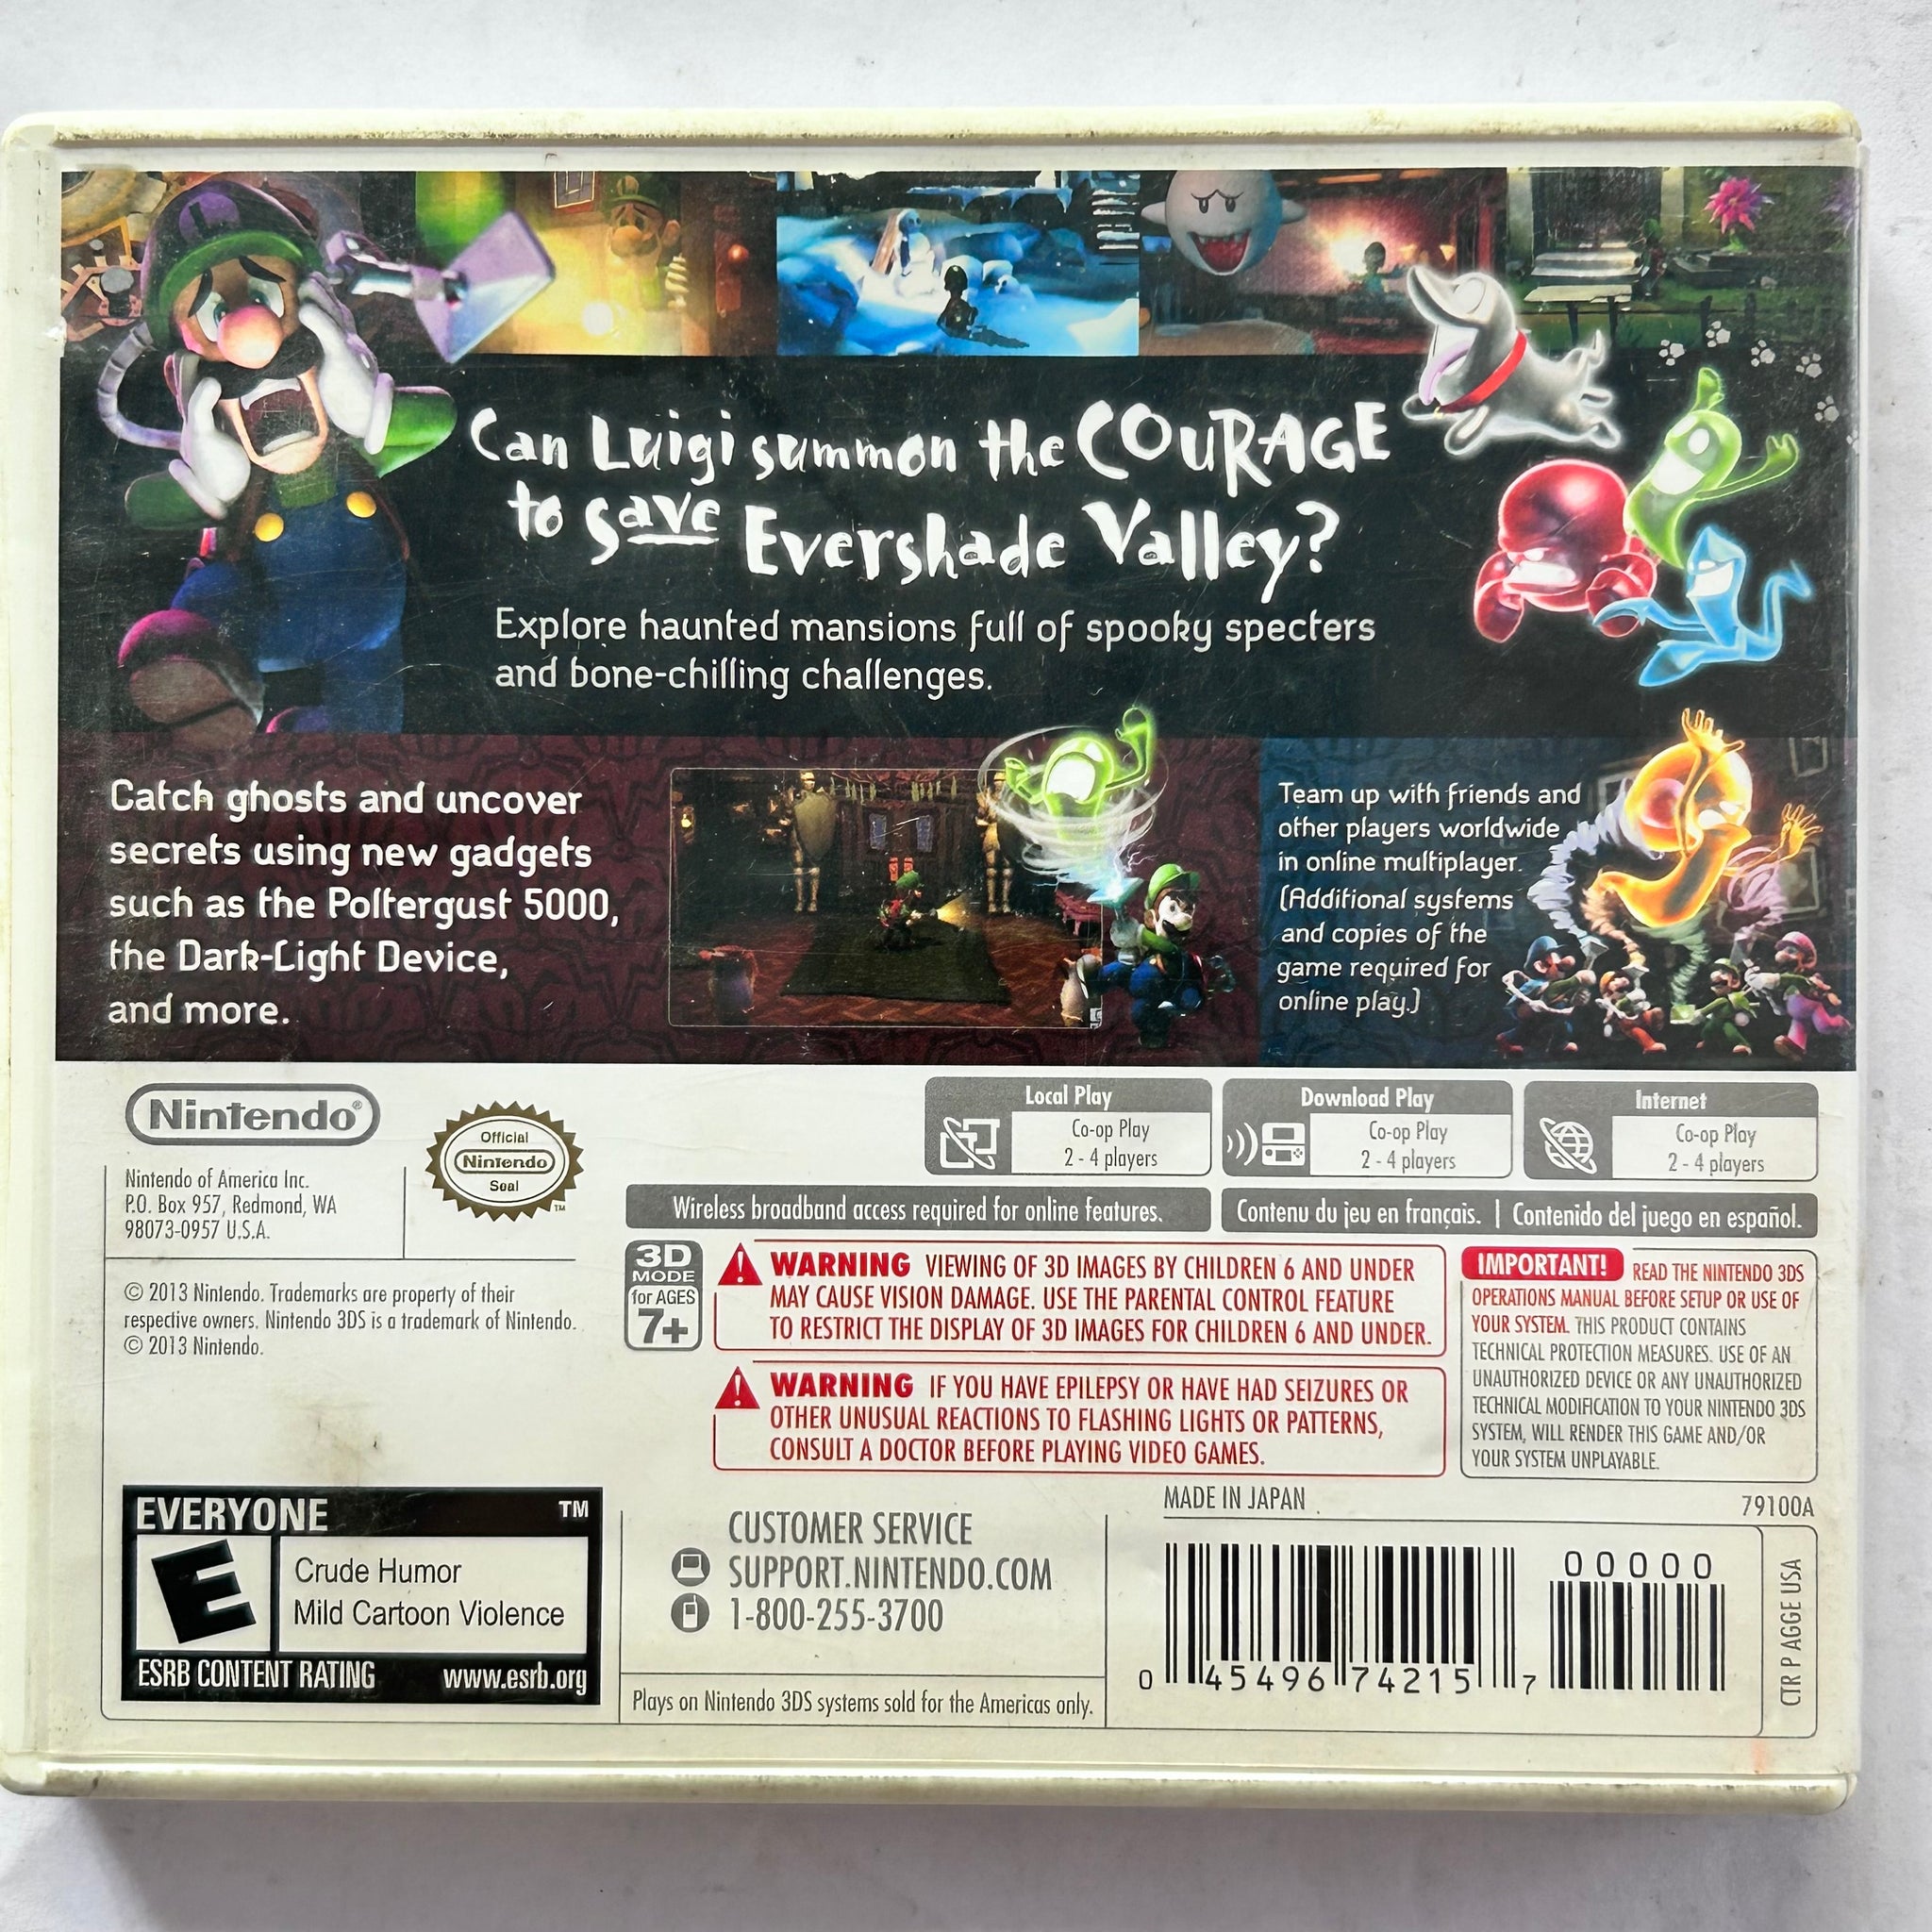 Can Luigi summon the COURAGE
to save Evershade Valley?
Explore haunted mansions full of spooky specters
and bone-chilling challenges.
Catch ghosts and uncover
secrets using new gadgets
such as the Poltergust 5000,
the Dark-Light Device,
and more.
Team up with friends and
other players worldwide
in online multiplayer.
(Additional systems
and copies of the
game required for
online play.)
Nintendo®
Official
Nintendo
Seal
TM
Nintendo of America Inc.
P.O. Box 957, Redmond, WA
98073-0957 U.S.A.
© 2013 Nintendo. Trademarks are property of their
respective owners. Nintendo 3DS is a trademark of Nintendo.
© 2013 Nintendo.
Local Play
Co-op Play
2 - 4 players
Download Play
Co-op Play
2 - 4 players
Internet
Co-op Play
2 - 4 players
Wireless broadband access required for online features.
Contenu du jeu en français. | Contenido del juego en español.
3D
MODE
for AGES
7+
WARNING VIEWING OF 3D IMAGES BY CHILDREN 6 AND UNDER
MAY CAUSE VISION DAMAGE. USE THE PARENTAL CONTROL FEATURE
TO RESTRICT THE DISPLAY OF 3D IMAGES FOR CHILDREN 6 AND UNDER.
WARNING IF YOU HAVE EPILEPSY OR HAVE HAD SEIZURES OR
OTHER UNUSUAL REACTIONS TO FLASHING LIGHTS OR PATTERNS,
CONSULT A DOCTOR BEFORE PLAYING VIDEO GAMES.
IMPORTANT! READ THE NINTENDO 3DS
OPERATIONS MANUAL BEFORE SETUP OR USE OF
YOUR SYSTEM. THIS PRODUCT CONTAINS
TECHNICAL PROTECTION MEASURES. USE OF AN
UNAUTHORIZED DEVICE OR ANY UNAUTHORIZED
TECHNICAL MODIFICATION TO YOUR NINTENDO 3DS
SYSTEM, WILL RENDER THIS GAME AND/OR
YOUR SYSTEM UNPLAYABLE.
EVERYONE TM
E
Crude Humor
Mild Cartoon Violence
ESRB CONTENT RATING www.esrb.org
CUSTOMER SERVICE
SUPPORT.NINTENDO.COM
1-800-255-3700
Plays on Nintendo 3DS systems sold for the Americas only.
MADE IN JAPAN
79100A
00000
0 45496 74215 7
CTR P AGGE USA